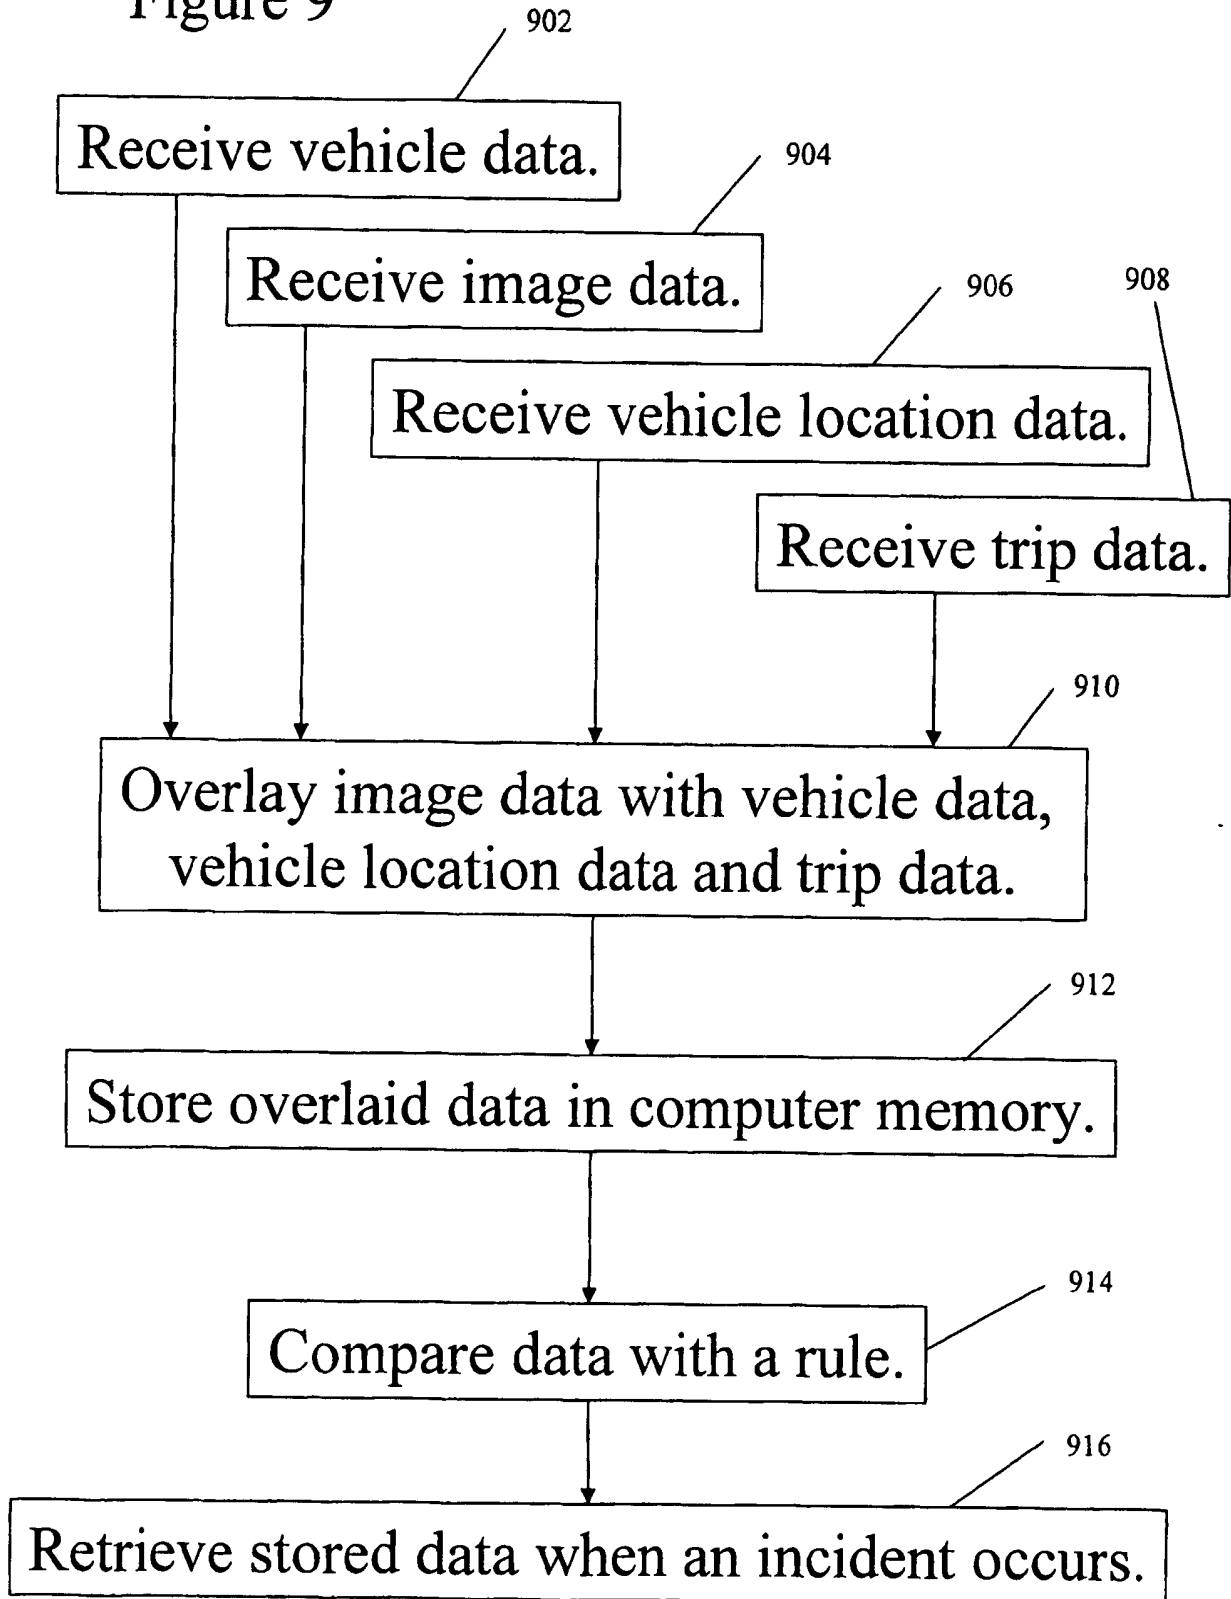 Figure 9
902
Receive vehicle data.
904
Receive image data.
906
908
Receive vehicle location data.
Receive trip data.
910
Overlay image data with vehicle data,
vehicle location data and trip data.
912
Store overlaid data in computer memory.
914
Compare data with a rule.
916
Retrieve stored data when an incident occurs.